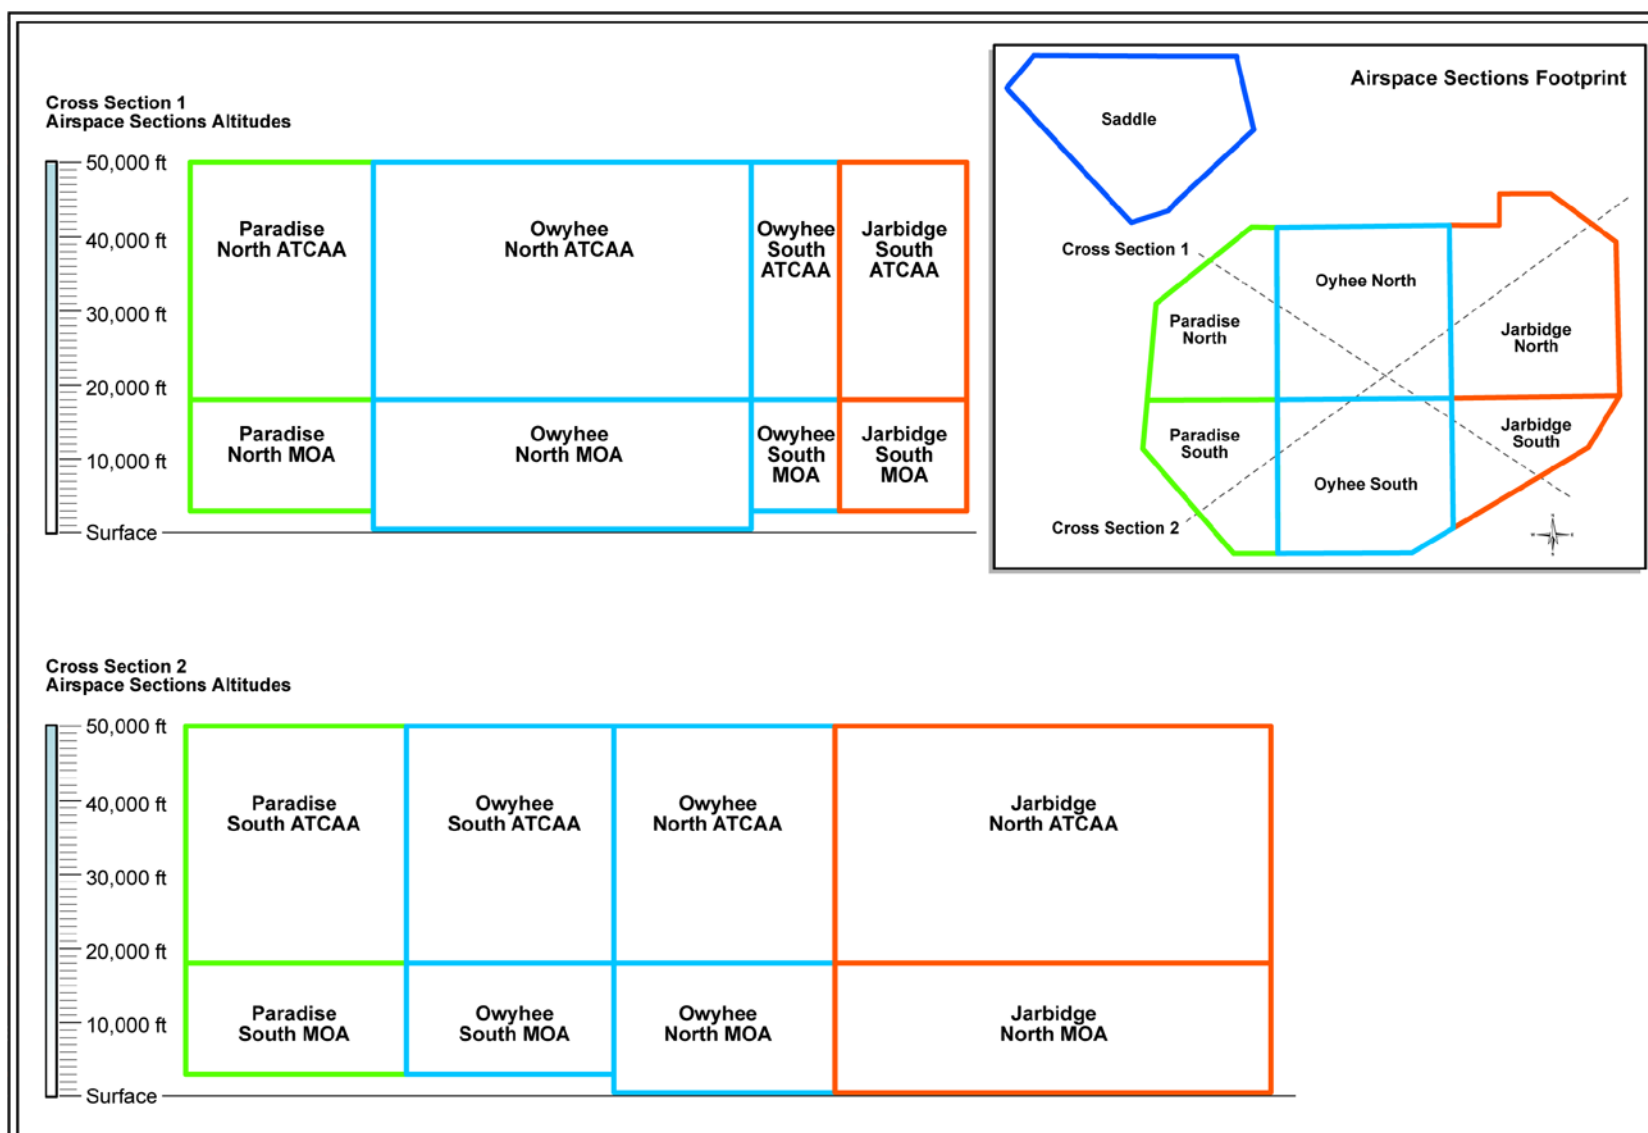 Cross Section 1
Airspace Sections Altitudes
50,000 ft
40,000 ft
30,000 ft
20,000 ft
10,000 ft
Surface
Paradise
North ATCAA
Owyhee
North ATCAA
Owyhee
South
ATCAA
Jarbidge
South
ATCAA
Paradise
North MOA
Owyhee
North MOA
Owyhee
South
MOA
Jarbidge
South
MOA
Airspace Sections Footprint
Saddle
Cross Section 1
Oyhee North
Paradise
North
Jarbidge
North
Paradise
South
Jarbidge
South
Oyhee South
Cross Section 2
Cross Section 2
Airspace Sections Altitudes
50,000 ft
40,000 ft
30,000 ft
20,000 ft
10,000 ft
Surface
Paradise
South ATCAA
Owyhee
South ATCAA
Owyhee
North ATCAA
Jarbidge
North ATCAA
Paradise
South MOA
Owyhee
South MOA
Owyhee
North MOA
Jarbidge
North MOA